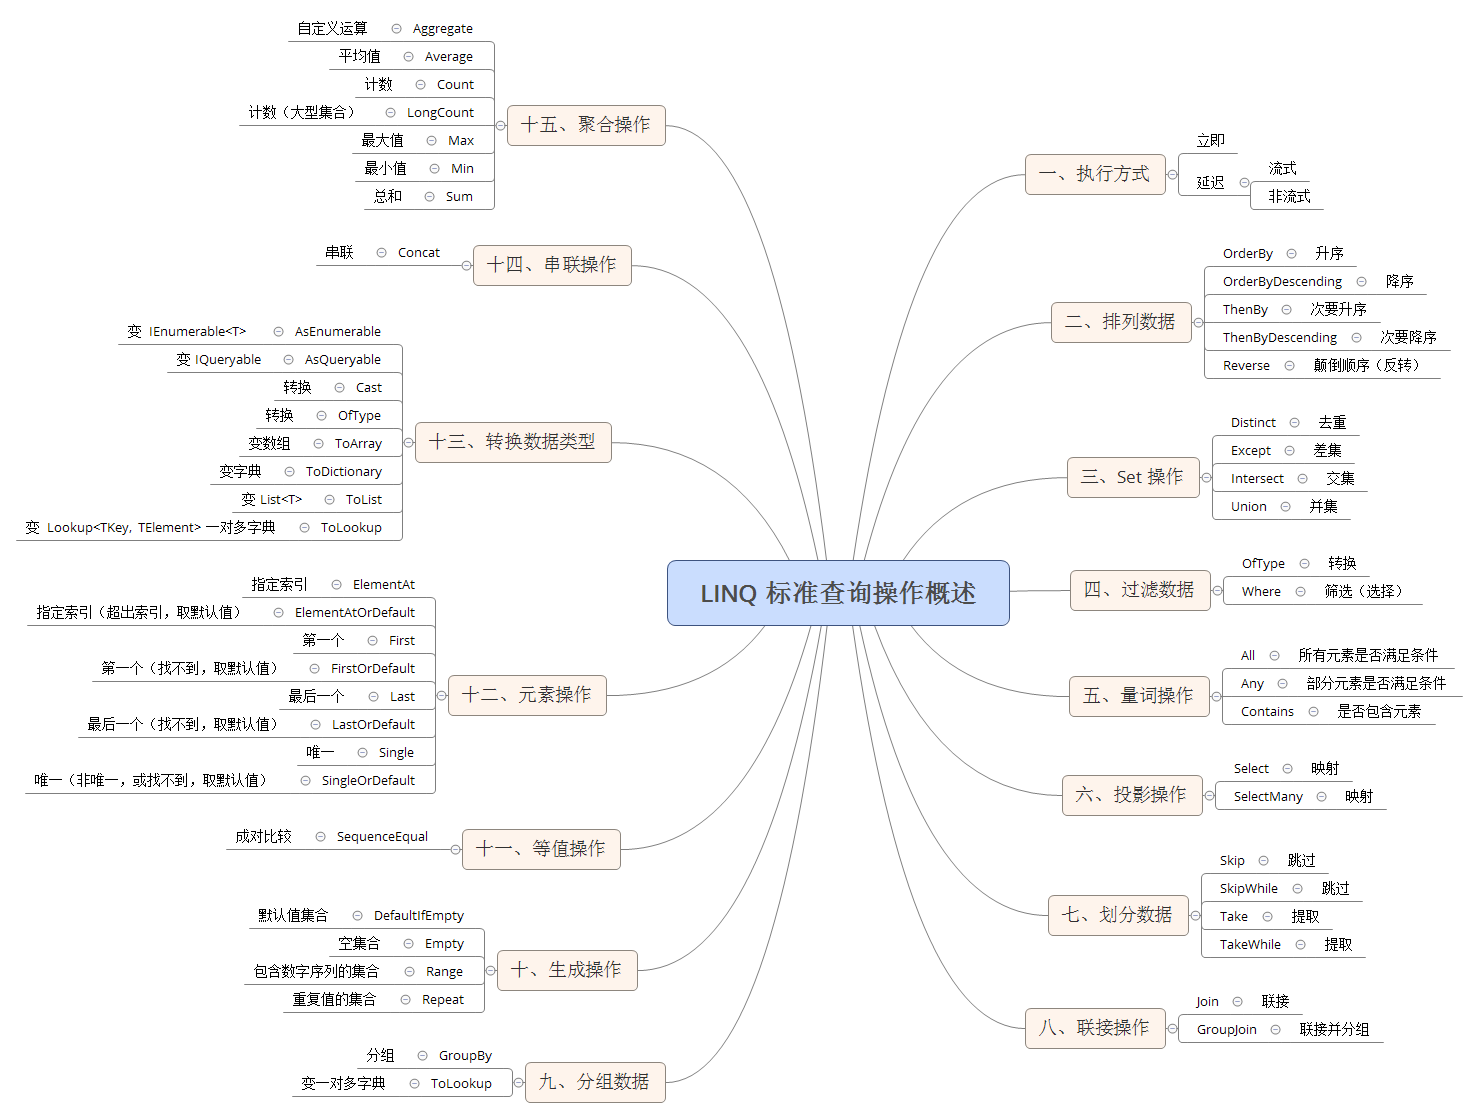 LINQ 标准查询操作概述
一、执行方式
立即
延迟
流式
非流式
二、排列数据
OrderBy 升序
OrderByDescending 降序
ThenBy 次要升序
ThenByDescending 次要降序
Reverse 颠倒顺序（反转）
三、Set 操作
Distinct 去重
Except 差集
Intersect 交集
Union 并集
四、过滤数据
OfType 转换
Where 筛选（选择）
五、量词操作
All 所有元素是否满足条件
Any 部分元素是否满足条件
Contains 是否包含元素
六、投影操作
Select 映射
SelectMany 映射
七、划分数据
Skip 跳过
SkipWhile 跳过
Take 提取
TakeWhile 提取
八、联接操作
Join 联接
GroupJoin 联接并分组
九、分组数据
分组 GroupBy
变一对多字典 ToLookup
十、生成操作
默认值集合 DefaultIfEmpty
空集合 Empty
包含数字序列的集合 Range
重复值的集合 Repeat
十一、等值操作
成对比较 SequenceEqual
十二、元素操作
指定索引 ElementAt
指定索引（超出索引，取默认值） ElementAtOrDefault
第一个 First
第一个（找不到，取默认值） FirstOrDefault
最后一个 Last
最后一个（找不到，取默认值） LastOrDefault
唯一 Single
唯一（非唯一，或找不到，取默认值） SingleOrDefault
十三、转换数据类型
变 IEnumerable<T> AsEnumerable
变 IQueryable AsQueryable
转换 Cast
转换 OfType
变数组 ToArray
变字典 ToDictionary
变 List<T> ToList
变 Lookup<TKey, TElement> 一对多字典 ToLookup
十四、串联操作
串联 Concat
十五、聚合操作
自定义运算 Aggregate
平均值 Average
计数 Count
计数（大型集合） LongCount
最大值 Max
最小值 Min
总和 Sum